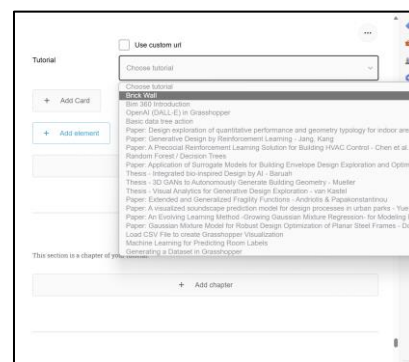 Use custom url
Tutorial
Choose tutorial
Choose tutorial
Brick Wall
Bim 360 Introduction
OpenAI (DALL-E) in Grasshopper
Basic data tree action
Paper: Design exploration of quantitative performance and geometry typology for indoor are
Paper: Generative Design by Reinforcement Learning - Jang, Kang
Paper: A Precocial Reinforcement Learning Solution for Building HVAC Control - Chen et al.
Random Forest / Decision Trees
Paper: Application of Surrogate Models for Building Envelope Design Exploration and Optim
Thesis - Integrated bio-inspired Design by AI - Baruah
Thesis - 3D GANs to Autonomously Generate Building Geometry - Mueller
Thesis - Visual Analytics for Generative Design Exploration - van Kastel
Paper: Extended and Generalized Fragility Functions - Andriotis & Papakonstantinou
Paper: A visualized soundscape prediction model for design processes in urban parks - Yue
Paper: An Evolving Learning Method -Growing Gaussian Mixture Regression- for Modeling
Paper: Gaussian Mixture Model for Robust Design Optimization of Planar Steel Frames - Do
Load CSV File to create Grasshopper Visualization
Machine Learning for Predicting Room Labels
Generating a Dataset in Grasshopper
+ Add Card
+ Add element
This section is a chapter of your tutorial.
+ Add chapter